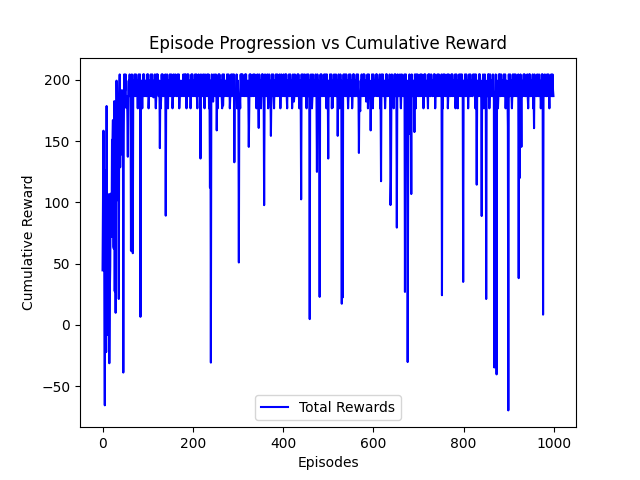 Episode Progression vs Cumulative Reward
Cumulative Reward
200
150
100
50
0
−50
Total Rewards
0 200 400 600 800 1000
Episodes